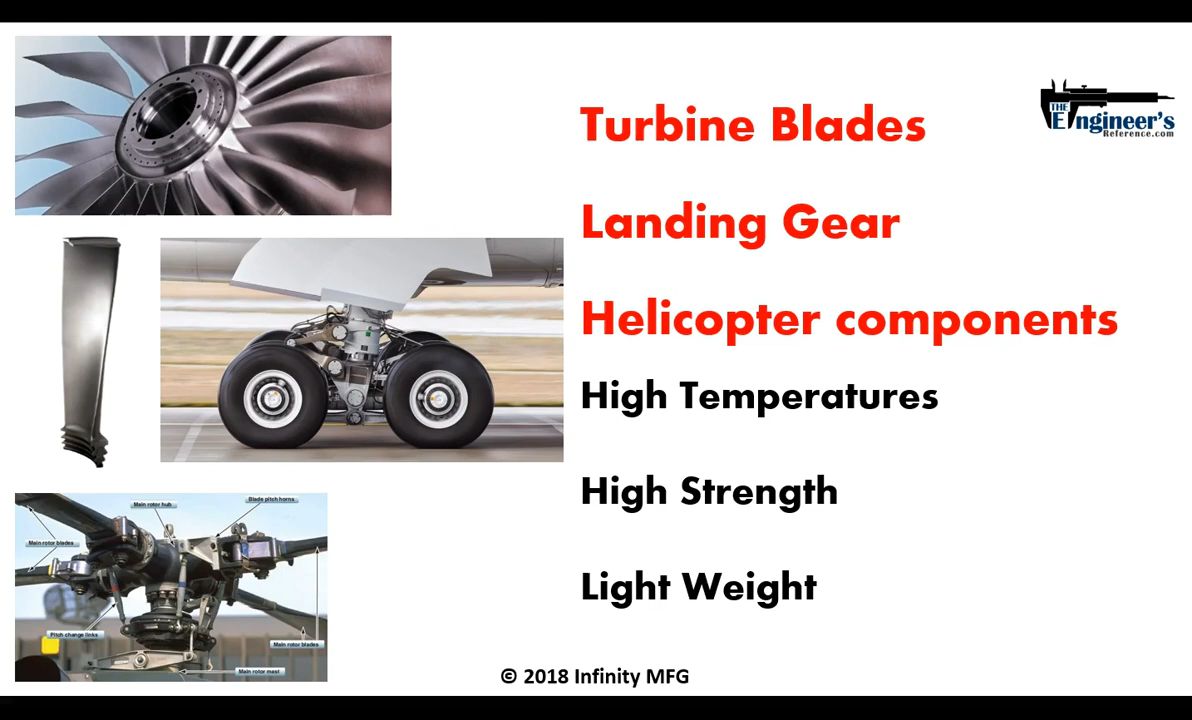 Turbine Blades
THE
Engineer's
Reference.com
Landing Gear
Helicopter components
High Temperatures
High Strength
Light Weight
Main rotor hub
Blade pitch horns
Main rotor blades
Pitch change links
Main rotor blades
Main rotor mast
© 2018 Infinity MFG